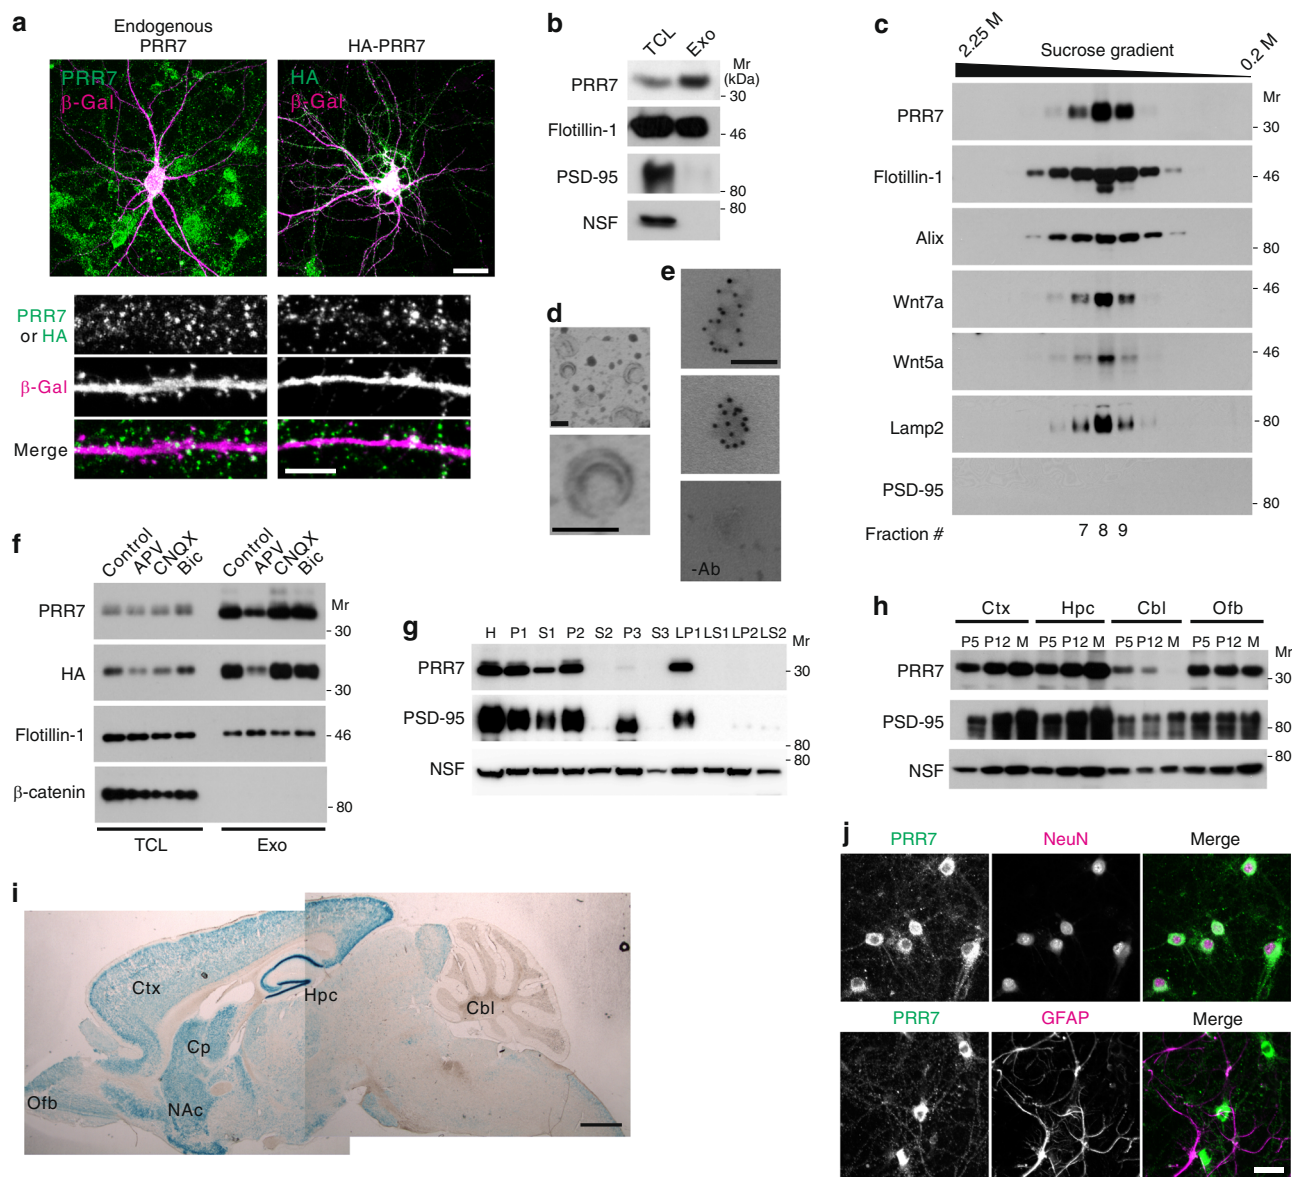 a
Endogenous
PRR7
HA-PRR7
PRR7
β-Gal
HA
β-Gal
PRR7
or HA
β-Gal
Merge
b
TCL Exo
Mr
(kDa)
PRR7
- 30
Flotillin-1
- 46
PSD-95
- 80
- 80
NSF
c
2.25 M
Sucrose gradient
0.2 M
Mr
PRR7
- 30
Flotillin-1
- 46
Alix
- 80
Wnt7a
- 46
Wnt5a
- 46
Lamp2
- 80
PSD-95
- 80
Fraction #
7 8 9
d
e
-Ab
f
Control APV CNQX Bic Control APV CNQX Bic
PRR7
Mr
- 30
HA
- 30
Flotillin-1
- 46
β-catenin
- 80
TCL
Exo
g
H P1 S1 P2 S2 P3 S3 LP1 LS1 LP2 LS2
Mr
PRR7
- 30
PSD-95
- 80
- 80
NSF
h
Ctx Hpc Cbl Ofb
P5 P12 M P5 P12 M P5 P12 M P5 P12 M
Mr
PRR7
- 30
PSD-95
- 80
NSF
- 80
i
Ctx
Hpc
Cbl
Cp
Ofb
NAc
j
PRR7 NeuN Merge
PRR7 GFAP Merge